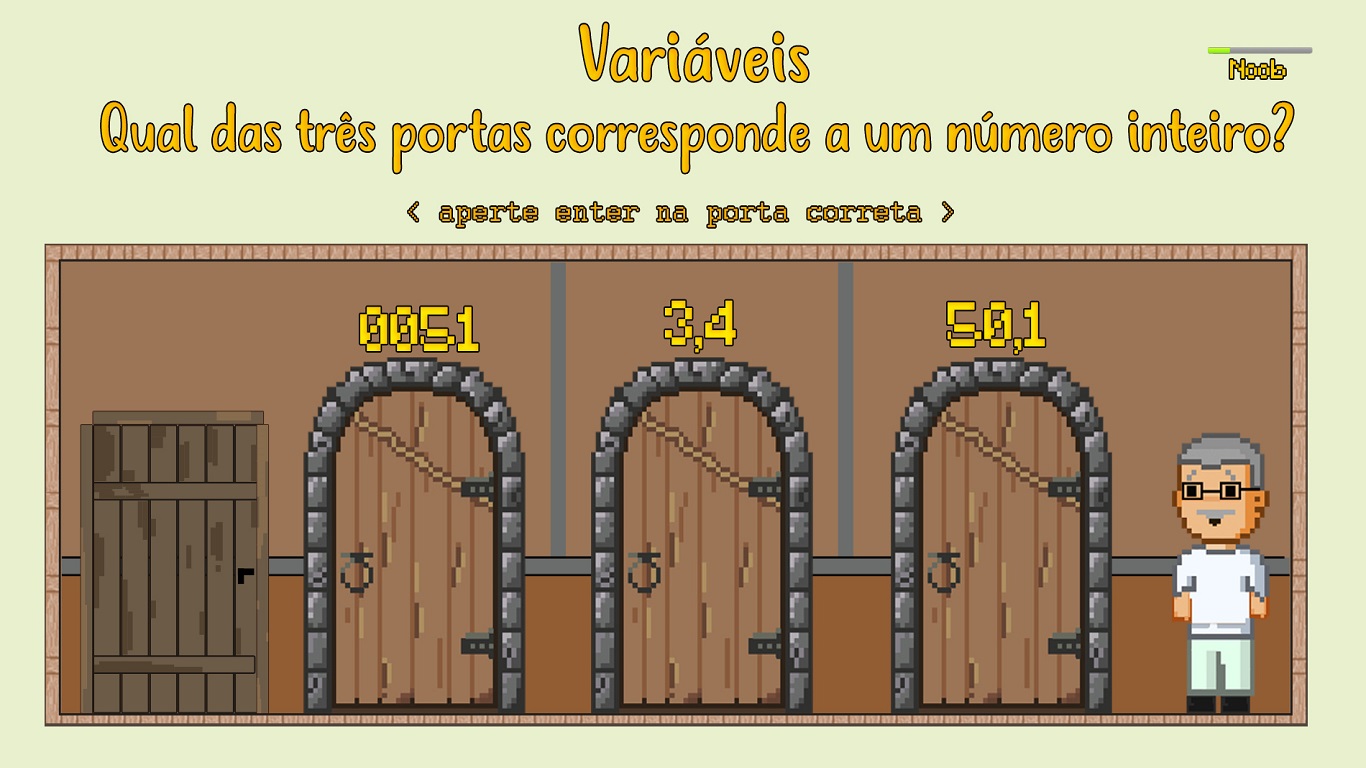 Variáveis
Noob
Qual das três portas corresponde a um número inteiro?
< aperte enter na porta correta >
0051
3,4
50,1